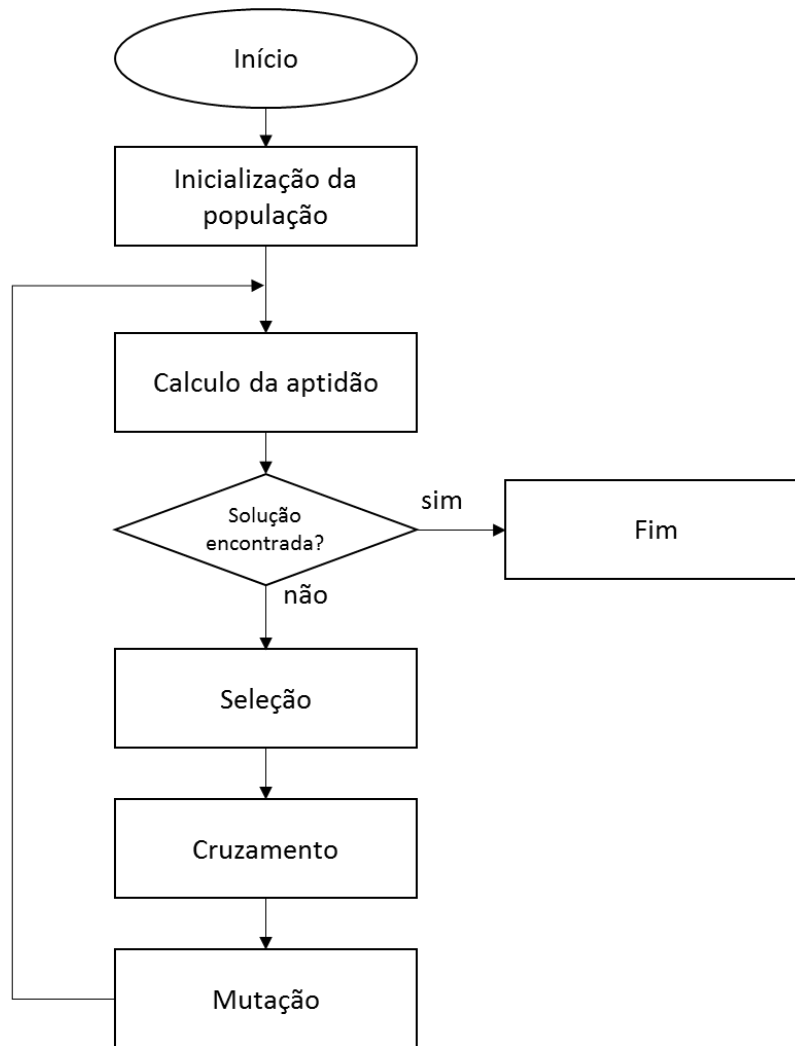 Início
Inicialização da
população
Calculo da aptidão
Solução
encontrada?
sim
Fim
não
Seleção
Cruzamento
Mutação